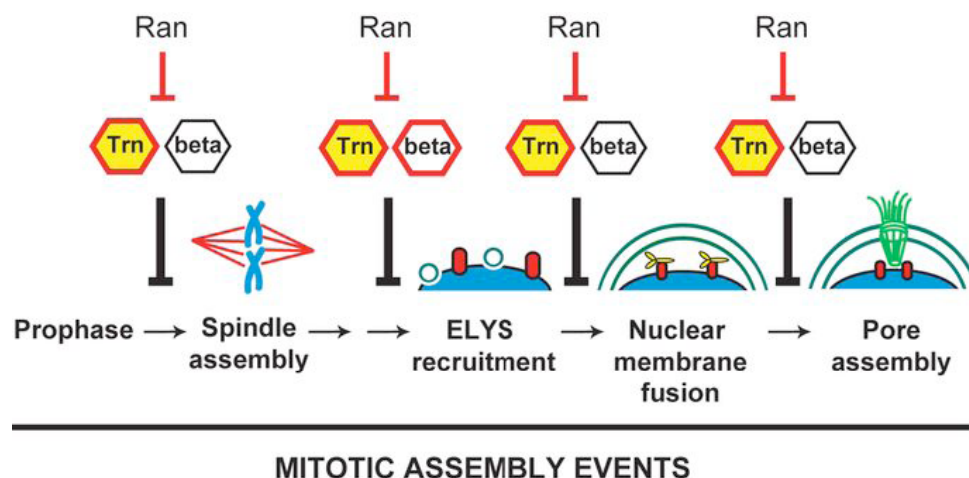 Ran Ran Ran Ran
Trn beta Trn beta Trn beta Trn beta
Prophase Spindle assembly ELYS recruitment Nuclear membrane fusion Pore assembly
MITOTIC ASSEMBLY EVENTS